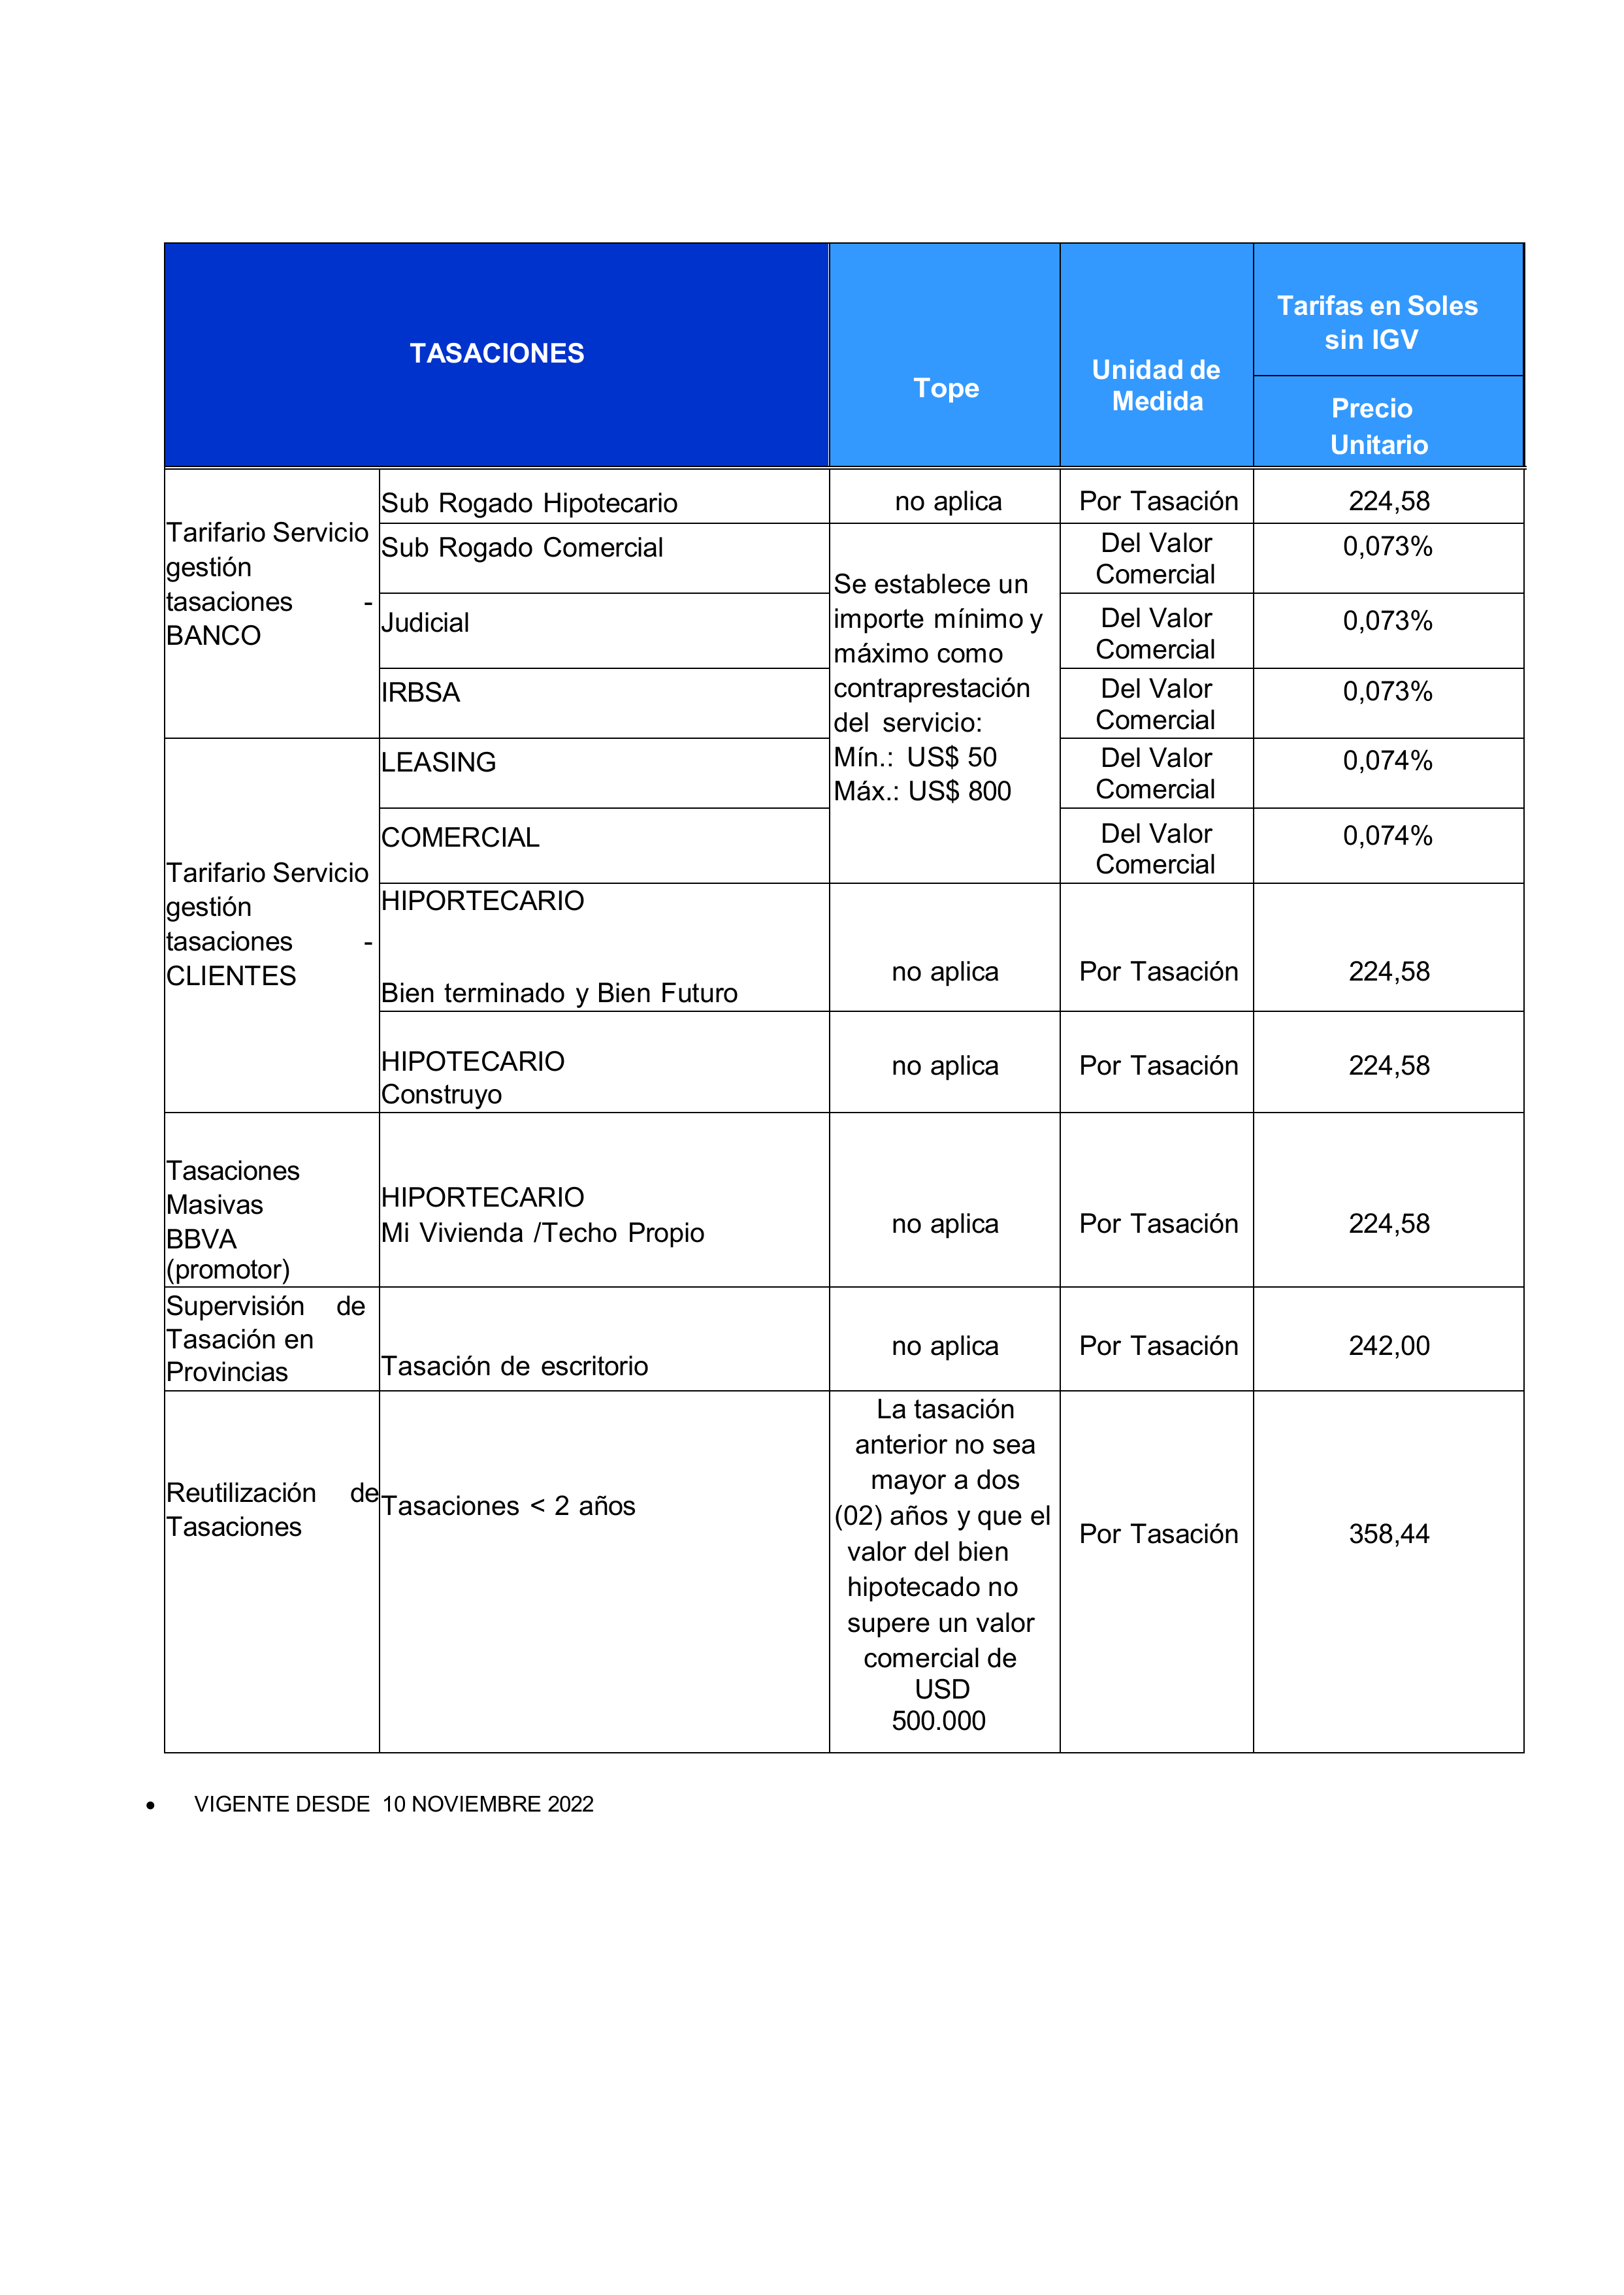 TASACIONES
Tope
Unidad de
Medida
Tarifas en Soles
sin IGV
Precio
Unitario
Tarifario Servicio
gestión
tasaciones -
BANCO
Sub Rogado Hipotecario
no aplica
Por Tasación
224,58
Sub Rogado Comercial
Se establece un
importe mínimo y
máximo como
contraprestación
del servicio:
Mín.: US$ 50
Máx.: US$ 800
Del Valor
Comercial
0,073%
Judicial
Del Valor
Comercial
0,073%
IRBSA
Del Valor
Comercial
0,073%
Tarifario Servicio
gestión
tasaciones -
CLIENTES
LEASING
Del Valor
Comercial
0,074%
COMERCIAL
Del Valor
Comercial
0,074%
HIPORTECARIO
Bien terminado y Bien Futuro
no aplica
Por Tasación
224,58
HIPOTECARIO
Construyo
no aplica
Por Tasación
224,58
Tasaciones
Masivas
BBVA
(promotor)
HIPORTECARIO
Mi Vivienda /Techo Propio
no aplica
Por Tasación
224,58
Supervisión de
Tasación en
Provincias
Tasación de escritorio
no aplica
Por Tasación
242,00
Reutilización de
Tasaciones
Tasaciones < 2 años
La tasación
anterior no sea
mayor a dos
(02) años y que el
valor del bien
hipotecado no
supere un valor
comercial de
USD
500.000
Por Tasación
358,44
• VIGENTE DESDE 10 NOVIEMBRE 2022